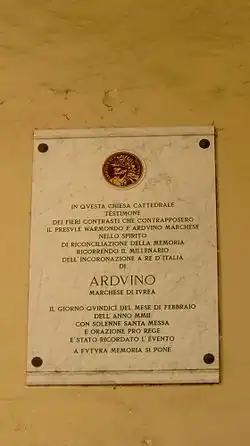 IN QVESTA CHIESA CATTEDRALE
TESTIMONE
DEI FIERI CONTRASTI CHE CONTRAPPOSERO
IL PRESVLE WARMONDO E ARDVINO MARCHESE
NELLO SPIRITO
DI RICONCILIAZIONE DELLA MEMORIA
RICORRENDO IL MILLENARIO
DELL'INCORONAZIONE A RE D'ITALIA
DI
ARDVINO
MARCHESE DI IVREA
IL GIORNO QVINDICI DEL MESE DI FEBBRAIO
DELL'ANNO MMII
CON SOLENNE SANTA MESSA
E ORAZIONE PRO REGE
E STATO RICORDATO L'EVENTO
A FVTVRA MEMORIA SI PONE